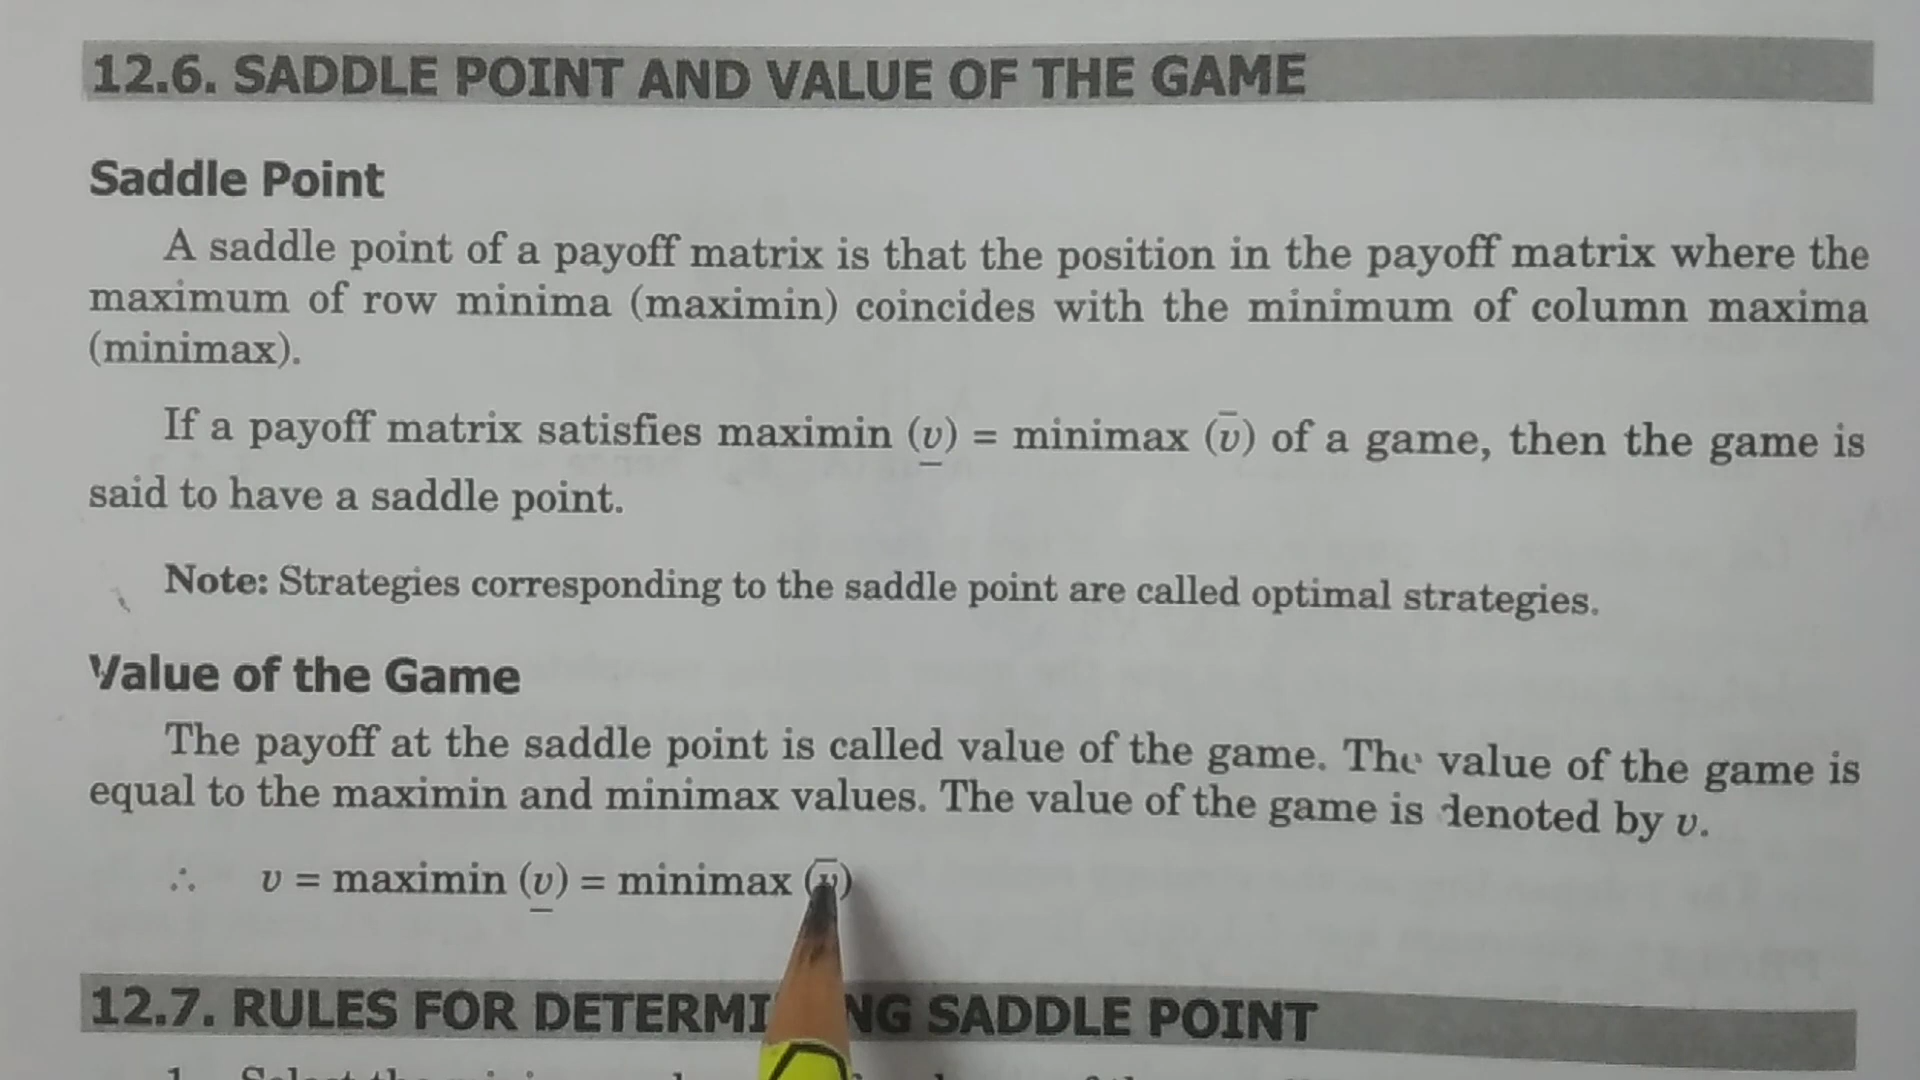 12.6. SADDLE POINT AND VALUE OF THE GAME
Saddle Point
A saddle point of a payoff matrix is that the position in the payoff matrix where the
maximum of row minima (maximin) coincides with the minimum of column maxima
(minimax).
If a payoff matrix satisfies maximin (v̲) = minimax (v̄) of a game, then the game is
said to have a saddle point.
Note: Strategies corresponding to the saddle point are called optimal strategies.
Value of the Game
The payoff at the saddle point is called value of the game. The value of the game is
equal to the maximin and minimax values. The value of the game is denoted by v.
∴ v = maximin (v̲) = minimax (v̄)
12.7. RULES FOR DETERMINING SADDLE POINT
1. Select the